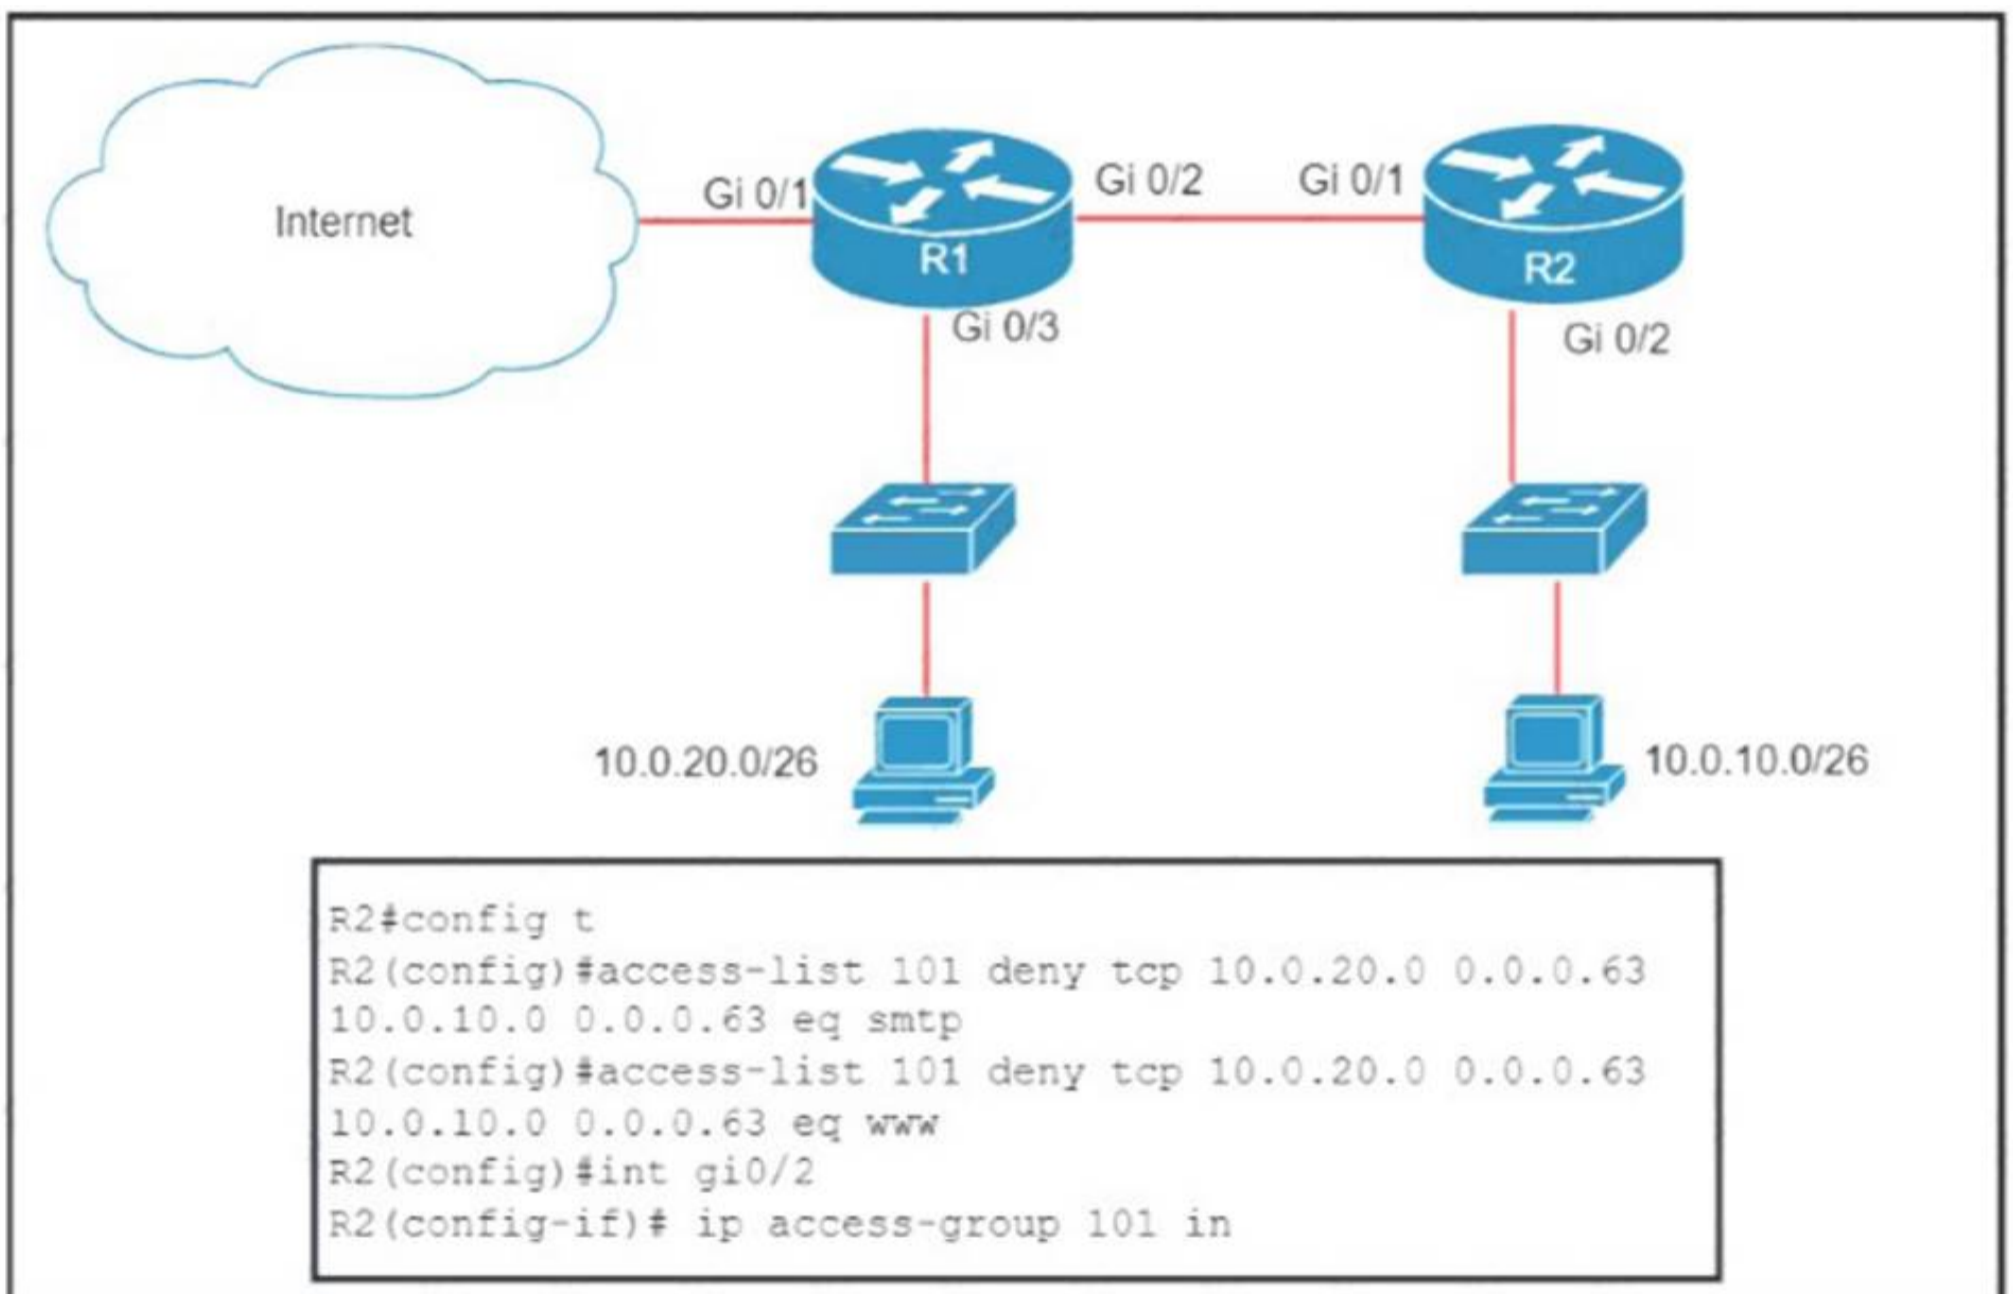 Internet
Gi 0/1
R1
Gi 0/2
Gi 0/1
R2
Gi 0/3
Gi 0/2
10.0.20.0/26
10.0.10.0/26
R2#config t
R2(config)#access-list 101 deny tcp 10.0.20.0 0.0.0.63
10.0.10.0 0.0.0.63 eq smtp
R2(config)#access-list 101 deny tcp 10.0.20.0 0.0.0.63
10.0.10.0 0.0.0.63 eq www
R2(config)#int gi0/2
R2(config-if)# ip access-group 101 in